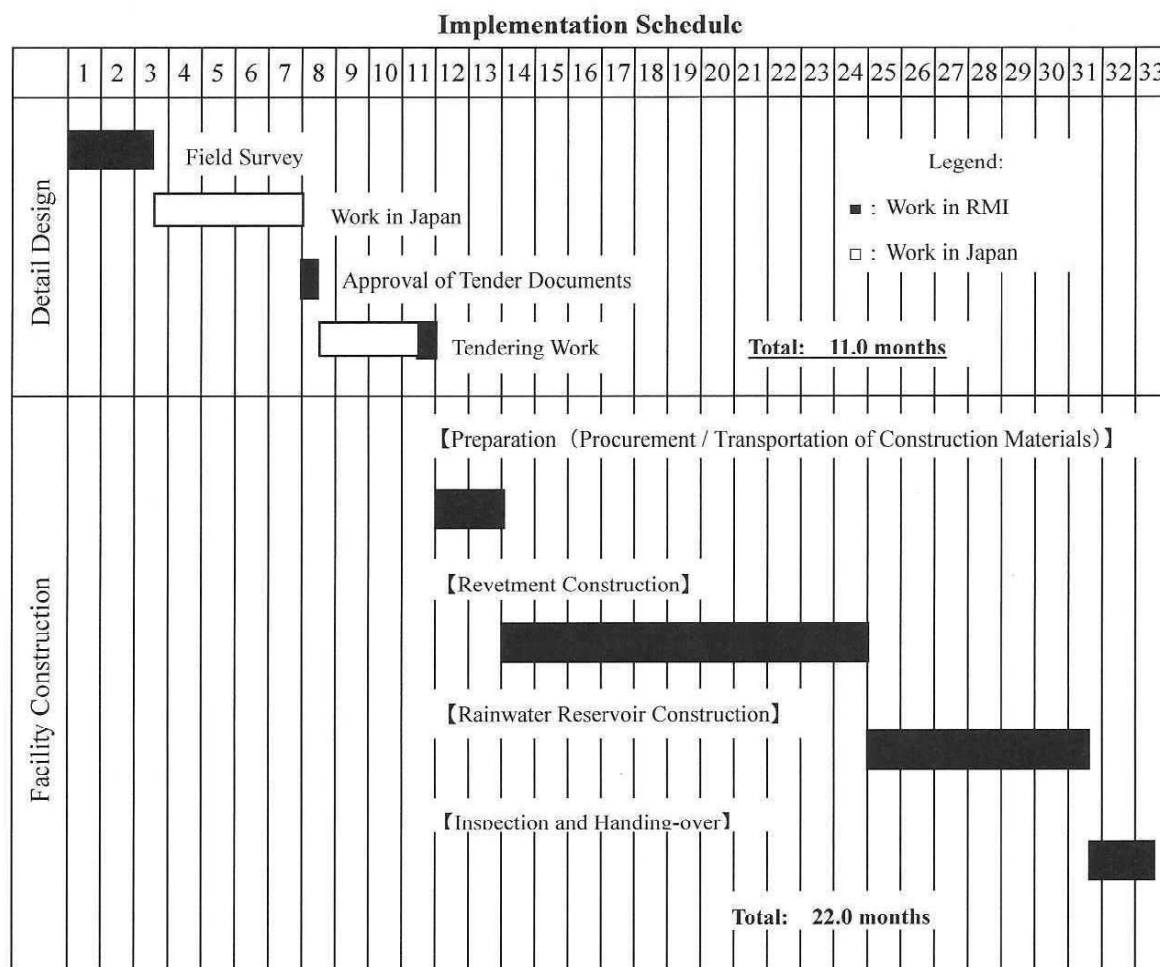 Implementation Schedule
1 2 3 4 5 6 7 8 9 10 11 12 13 14 15 16 17 18 19 20 21 22 23 24 25 26 27 28 29 30 31 32 33
Detail Design
Field Survey
Legend:
Work in Japan
■ : Work in RMI
□ : Work in Japan
Approval of Tender Documents
Tendering Work
Total: 11.0 months
Facility Construction
【Preparation（Procurement / Transportation of Construction Materials）】
【Revetment Construction】
【Rainwater Reservoir Construction】
【Inspection and Handing-over】
Total: 22.0 months